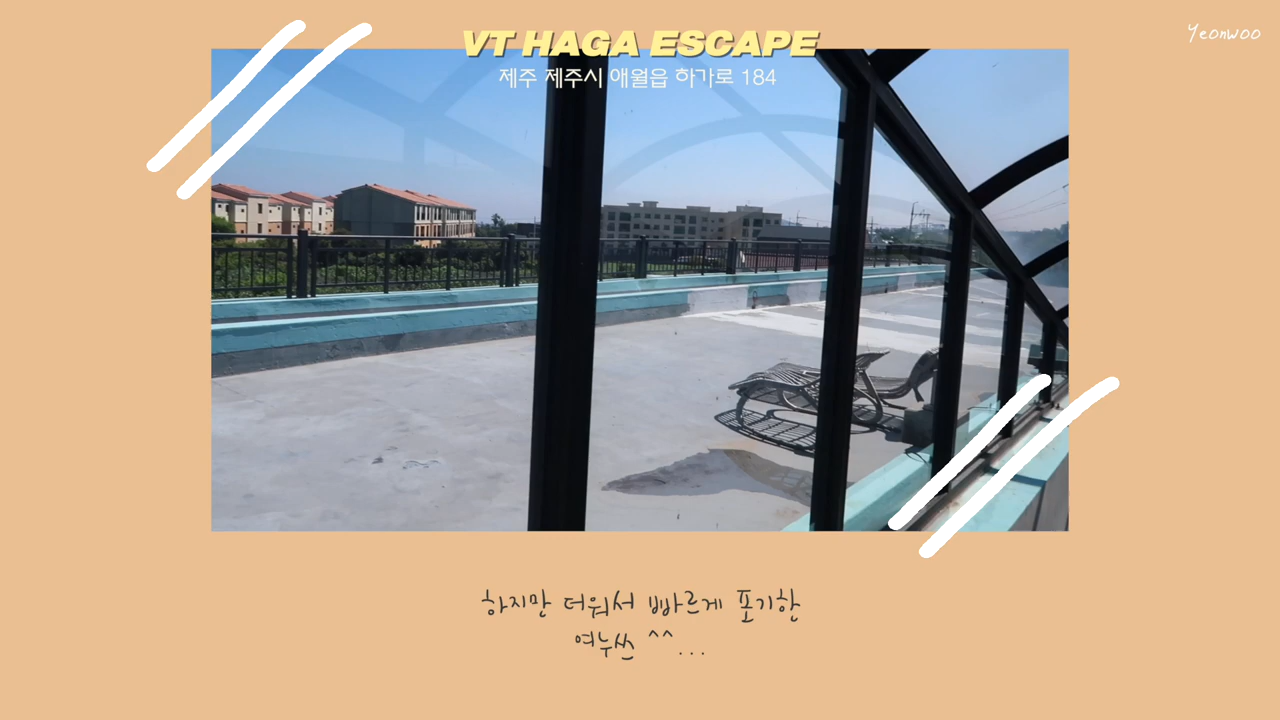 Yeonwoo
VT HAGA ESCAPE
제주 제주시 애월읍 하가로 184
하지만 더워서 빠르게 포기한
여누쓰 ^^...